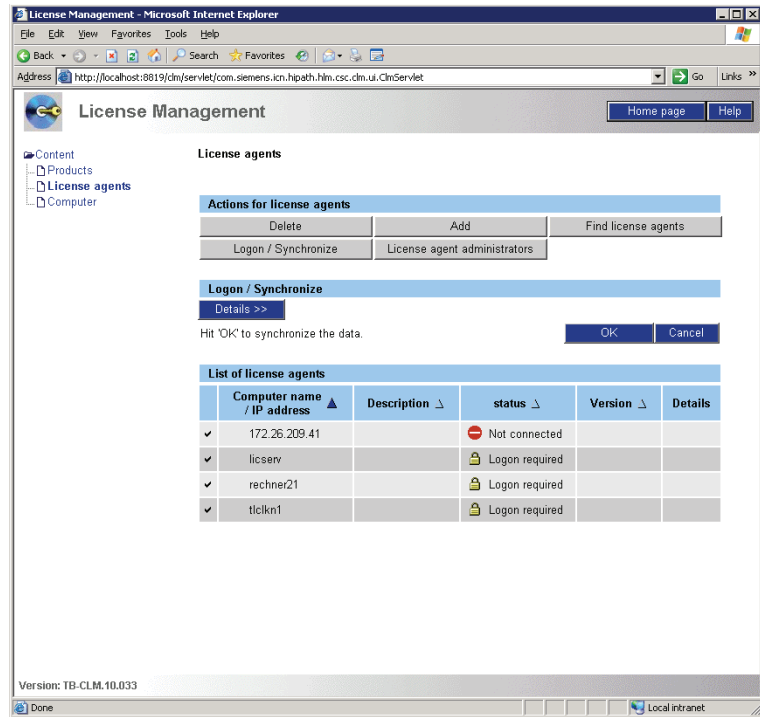 License Management - Microsoft Internet Explorer
File Edit View Favorites Tools Help
Back Search Favorites
Address http://localhost:8819/clm/servlet/com.siemens.icn.hipath.hlm.csc.clm.ui.ClmServlet Go Links »
License Management Home page Help
Content
Products
License agents
Computer
License agents
Actions for license agents
Delete Add Find license agents
Logon / Synchronize License agent administrators
Logon / Synchronize
Details >>
Hit 'OK' to synchronize the data. OK Cancel
List of license agents
Computer name / IP address Description status Version Details
172.26.209.41 Not connected
licserv Logon required
rechner21 Logon required
tlclkn1 Logon required
Version: TB-CLM.10.033
Done Local intranet